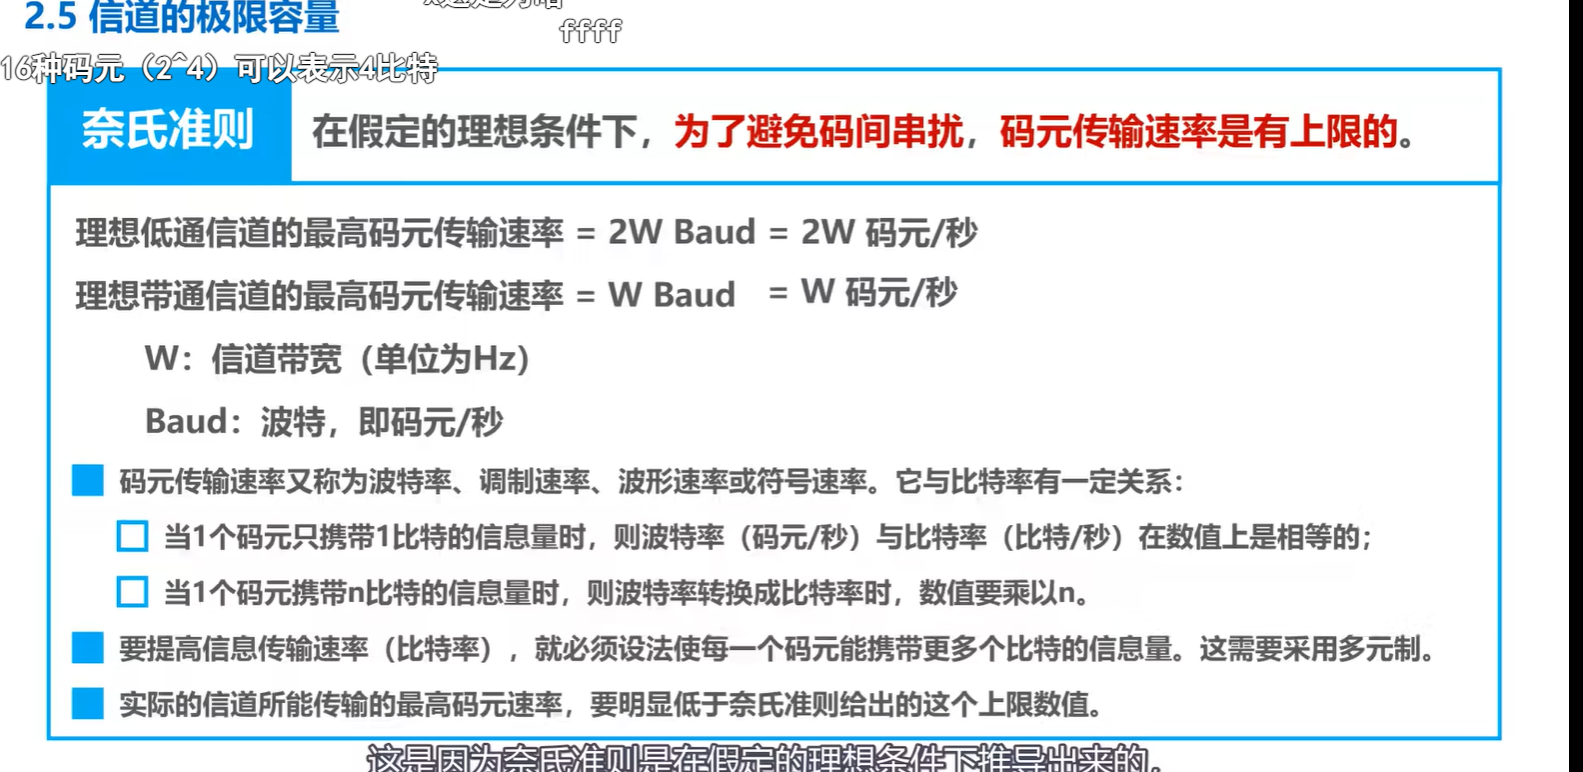 2.5 信道的极限容量
ffff
16种码元（2^4）可以表示4比特
奈氏准则
在假定的理想条件下，为了避免码间串扰，码元传输速率是有上限的。
理想低通信道的最高码元传输速率 = 2W Baud = 2W 码元/秒
理想带通信道的最高码元传输速率 = W Baud = W 码元/秒
W：信道带宽（单位为Hz）
Baud：波特，即码元/秒
码元传输速率又称为波特率、调制速率、波形速率或符号速率。它与比特率有一定关系：
当1个码元只携带1比特的信息量时，则波特率（码元/秒）与比特率（比特/秒）在数值上是相等的；
当1个码元携带n比特的信息量时，则波特率转换成比特率时，数值要乘以n。
要提高信息传输速率（比特率），就必须设法使每一个码元能携带更多个比特的信息量。这需要采用多元制。
实际的信道所能传输的最高码元速率，要明显低于奈氏准则给出的这个上限数值。
这是因为奈氏准则是在假定的理想条件下推导出来的。